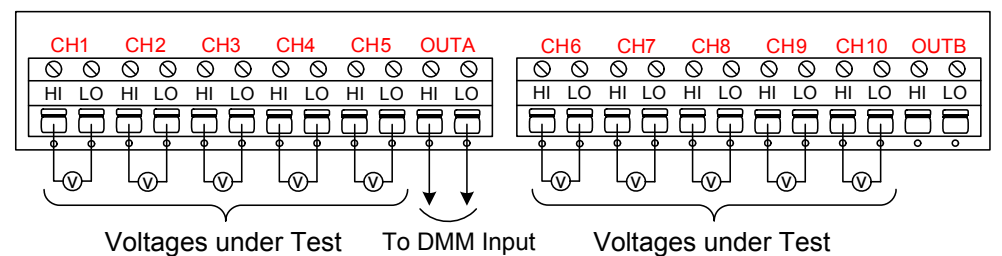 CH1 CH2 CH3 CH4 CH5 OUTA CH6 CH7 CH8 CH9 CH10 OUTB
HI LO HI LO HI LO HI LO HI LO HI LO HI LO HI LO HI LO HI LO HI LO HI LO
V V V V V V V V V V
Voltages under Test To DMM Input Voltages under Test